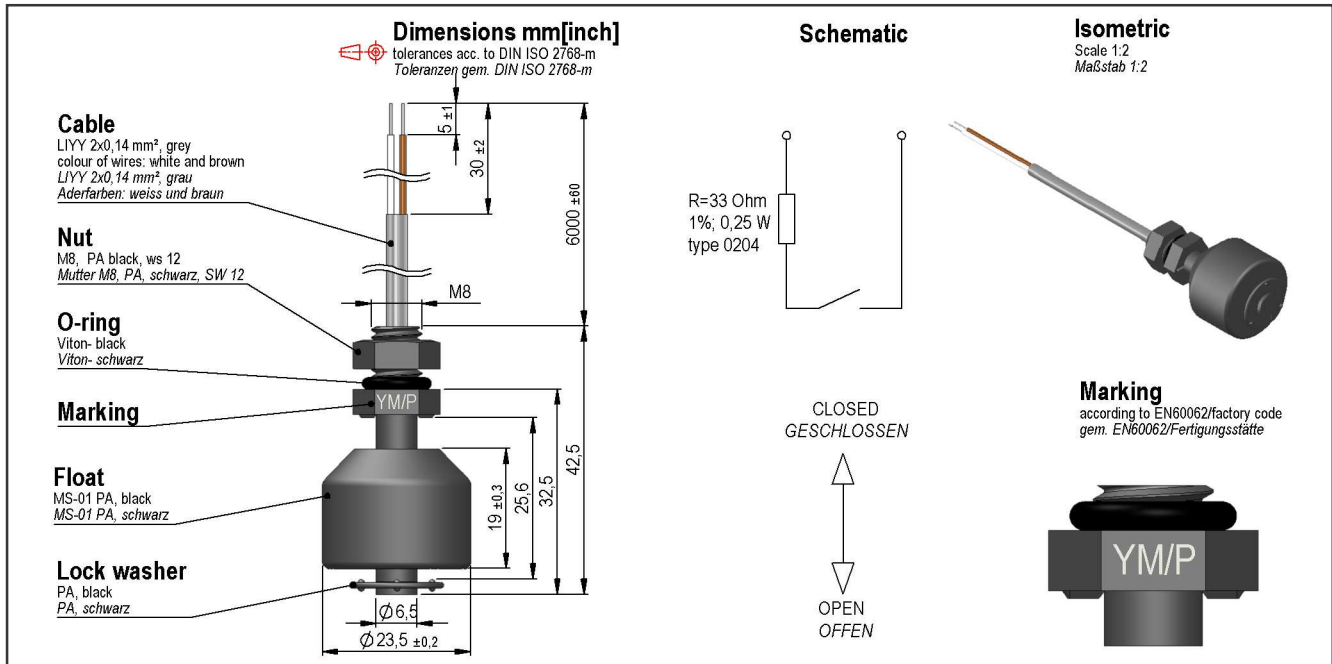 Dimensions mm[inch]
tolerances acc. to DIN ISO 2768-m
Toleranzen gem. DIN ISO 2768-m
Schematic
Isometric
Scale 1:2
Maßstab 1:2
Cable
LIYY 2x0,14 mm², grey
colour of wires: white and brown
LIYY 2x0,14 mm², grau
Aderfarben: weiss und braun
Nut
M8, PA black, ws 12
Mutter M8, PA, schwarz, SW 12
O-ring
Viton- black
Viton- schwarz
Marking
Float
MS-01 PA, black
MS-01 PA, schwarz
Lock washer
PA, black
PA, schwarz
5 ±1
30 ±2
6000 ±60
M8
YM/P
19 ±0,3
25,6
32,5
42,5
Ø6,5
Ø23,5 ±0,2
R=33 Ohm
1%; 0,25 W
type 0204
CLOSED
GESCHLOSSEN
OPEN
OFFEN
Marking
according to EN60062/factory code
gem. EN60062/Fertigungsstätte
YM/P